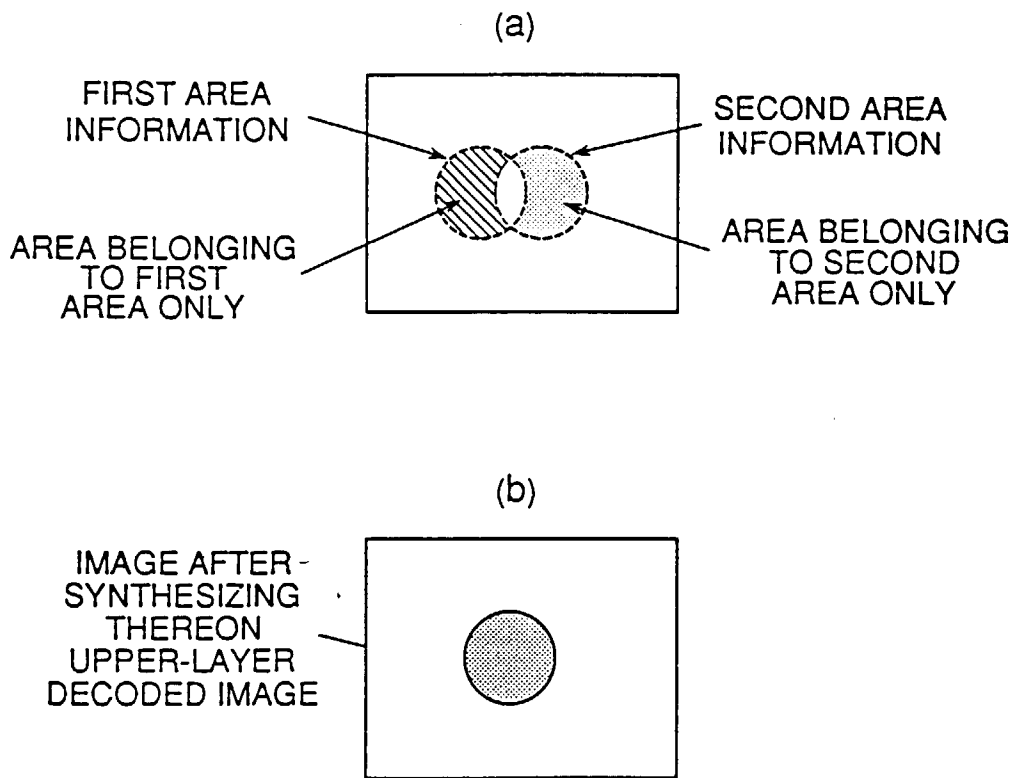 (a)
FIRST AREA
INFORMATION
SECOND AREA
INFORMATION
AREA BELONGING
TO FIRST
AREA ONLY
AREA BELONGING
TO SECOND
AREA ONLY
(b)
IMAGE AFTER
SYNTHESIZING
THEREON
UPPER-LAYER
DECODED IMAGE